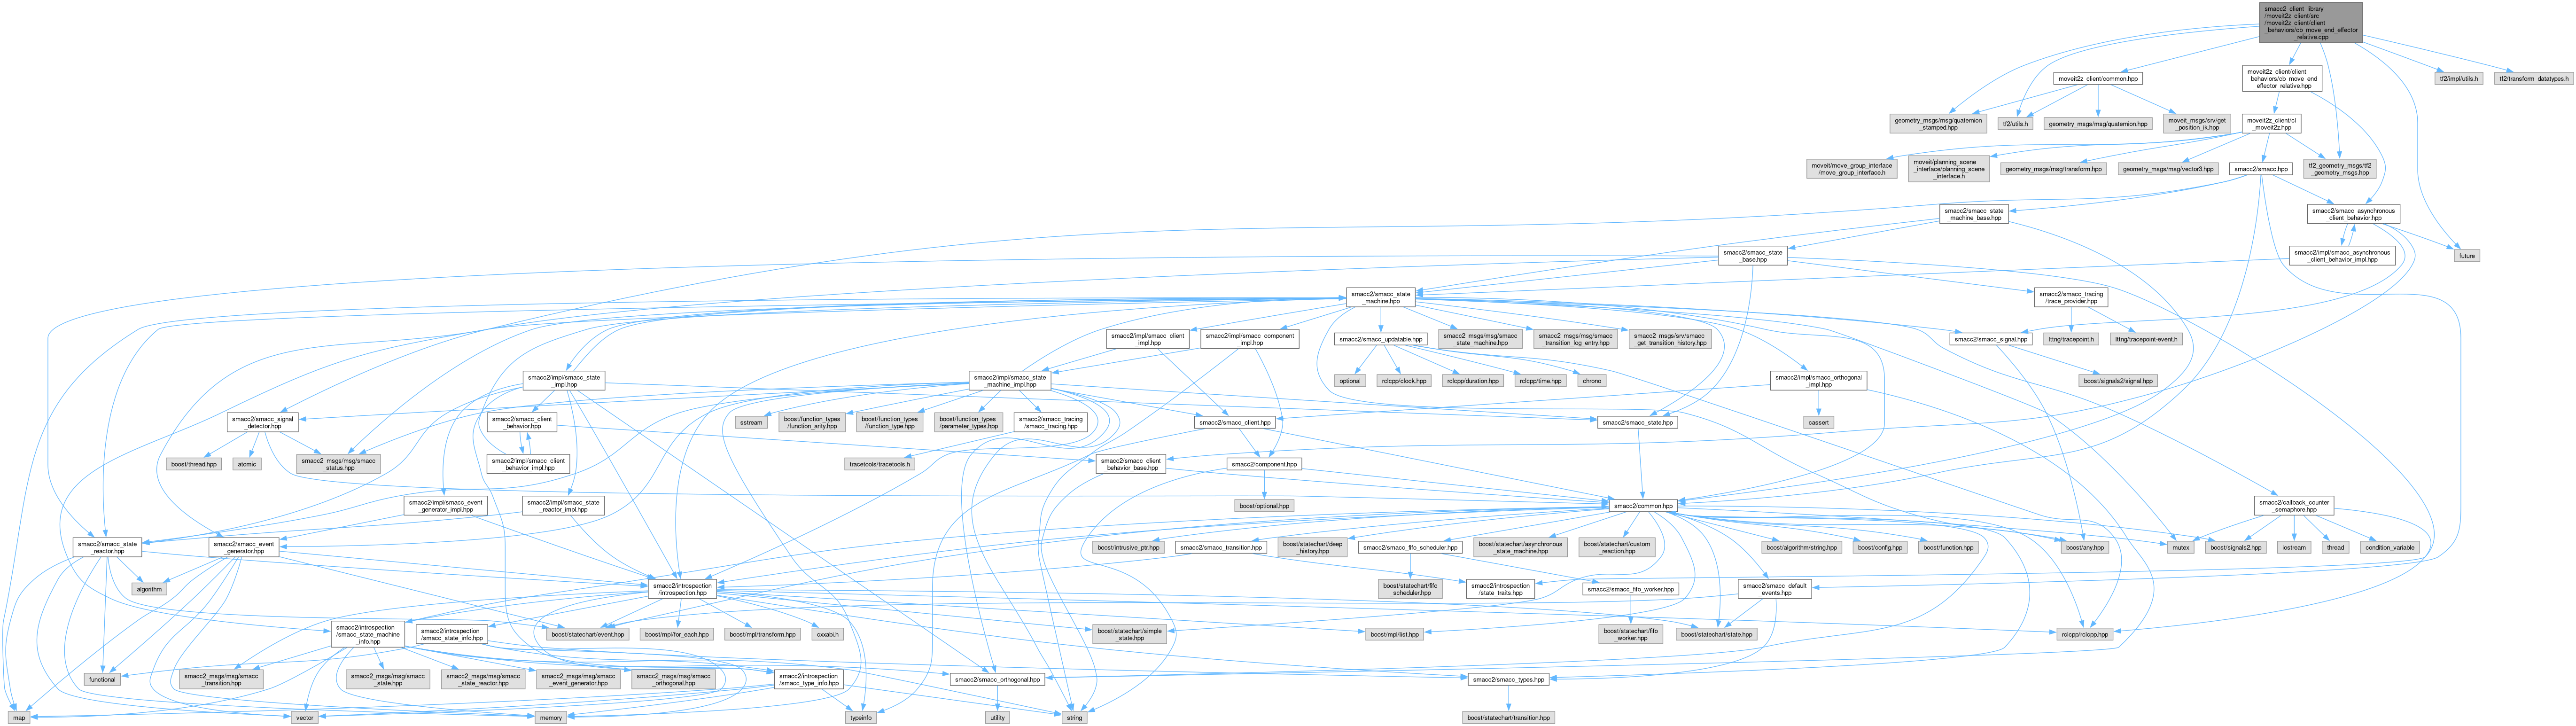 smacc2_client_library
/moveit2z_client/src
/moveit2z_client/client
_behaviors/cb_move_end_effector
_relative.cpp
moveit2z_client/common.hpp
moveit2z_client/client
_behaviors/cb_move_end
_effector_relative.hpp
tf2/impl/utils.h
tf2/transform_datatypes.h
geometry_msgs/msg/quaternion
_stamped.hpp
tf2/utils.h
geometry_msgs/msg/quaternion.hpp
moveit_msgs/srv/get
_position_ik.hpp
moveit2z_client/cl
_moveit2z.hpp
moveit/move_group_interface
/move_group_interface.h
moveit/planning_scene
_interface/planning_scene
_interface.h
geometry_msgs/msg/transform.hpp
geometry_msgs/msg/vector3.hpp
smacc2/smacc.hpp
tf2_geometry_msgs/tf2
_geometry_msgs.hpp
smacc2/smacc_state
_machine_base.hpp
smacc2/smacc_asynchronous
_client_behavior.hpp
smacc2/smacc_state
_base.hpp
smacc2/impl/smacc_asynchronous
_client_behavior_impl.hpp
future
smacc2/smacc_state
_machine.hpp
smacc2/smacc_tracing
/trace_provider.hpp
smacc2/impl/smacc_client
_impl.hpp
smacc2/impl/smacc_component
_impl.hpp
smacc2/smacc_updatable.hpp
smacc2_msgs/msg/smacc
_state_machine.hpp
smacc2_msgs/msg/smacc
_transition_log_entry.hpp
smacc2_msgs/srv/smacc
_get_transition_history.hpp
smacc2/smacc_signal.hpp
lttng/tracepoint.h
lttng/tracepoint-event.h
smacc2/impl/smacc_state
_impl.hpp
smacc2/impl/smacc_state
_machine_impl.hpp
optional
rclcpp/clock.hpp
rclcpp/duration.hpp
rclcpp/time.hpp
chrono
smacc2/impl/smacc_orthogonal
_impl.hpp
boost/signals2/signal.hpp
smacc2/smacc_signal
_detector.hpp
smacc2/smacc_client
_behavior.hpp
sstream
boost/function_types
/function_arity.hpp
boost/function_types
/function_type.hpp
boost/function_types
/parameter_types.hpp
smacc2/smacc_tracing
/smacc_tracing.hpp
smacc2/smacc_client.hpp
smacc2/smacc_state.hpp
cassert
boost/thread.hpp
atomic
smacc2_msgs/msg/smacc
_status.hpp
smacc2/impl/smacc_client
_behavior_impl.hpp
tracetools/tracetools.h
smacc2/smacc_client
_behavior_base.hpp
smacc2/component.hpp
smacc2/impl/smacc_event
_generator_impl.hpp
smacc2/impl/smacc_state
_reactor_impl.hpp
boost/optional.hpp
smacc2/common.hpp
smacc2/callback_counter
_semaphore.hpp
smacc2/smacc_state
_reactor.hpp
smacc2/smacc_event
_generator.hpp
boost/intrusive_ptr.hpp
smacc2/smacc_transition.hpp
boost/statechart/deep
_history.hpp
smacc2/smacc_fifo_scheduler.hpp
boost/statechart/asynchronous
_state_machine.hpp
boost/statechart/custom
_reaction.hpp
boost/algorithm/string.hpp
boost/config.hpp
boost/function.hpp
boost/any.hpp
mutex
boost/signals2.hpp
iostream
thread
condition_variable
algorithm
smacc2/introspection
/introspection.hpp
boost/statechart/fifo
_scheduler.hpp
smacc2/smacc_fifo_worker.hpp
smacc2/introspection
/state_traits.hpp
smacc2/smacc_default
_events.hpp
smacc2/introspection
/smacc_state_machine
_info.hpp
smacc2/introspection
/smacc_state_info.hpp
boost/statechart/event.hpp
boost/mpl/for_each.hpp
boost/mpl/transform.hpp
cxxabi.h
boost/statechart/simple
_state.hpp
boost/mpl/list.hpp
boost/statechart/fifo
_worker.hpp
boost/statechart/state.hpp
rclcpp/rclcpp.hpp
functional
smacc2_msgs/msg/smacc
_transition.hpp
smacc2_msgs/msg/smacc
_state.hpp
smacc2_msgs/msg/smacc
_state_reactor.hpp
smacc2_msgs/msg/smacc
_event_generator.hpp
smacc2_msgs/msg/smacc
_orthogonal.hpp
smacc2/introspection
/smacc_type_info.hpp
smacc2/smacc_orthogonal.hpp
smacc2/smacc_types.hpp
map
vector
memory
typeinfo
utility
string
boost/statechart/transition.hpp